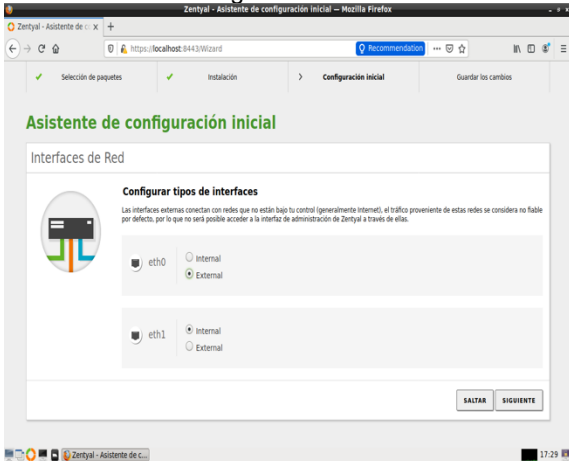 Zentyal - Asistente de configuración inicial — Mozilla Firefox
Zentyal - Asistente de co
https://localhost:8443/Wizard
Recommendation
Selección de paquetes
Instalación
Configuración inicial
Guardar los cambios
Asistente de configuración inicial
Interfaces de Red
Configurar tipos de interfaces
Las interfaces externas conectan con redes que no están bajo tu control (generalmente Internet), el tráfico proveniente de estas redes se considera no fiable
por defecto, por lo que no será posible acceder a la interfaz de administración de Zentyal a través de ellas.
eth0
Internal
External
eth1
Internal
External
SALTAR
SIGUIENTE
Zentyal - Asistente de c...
17:29